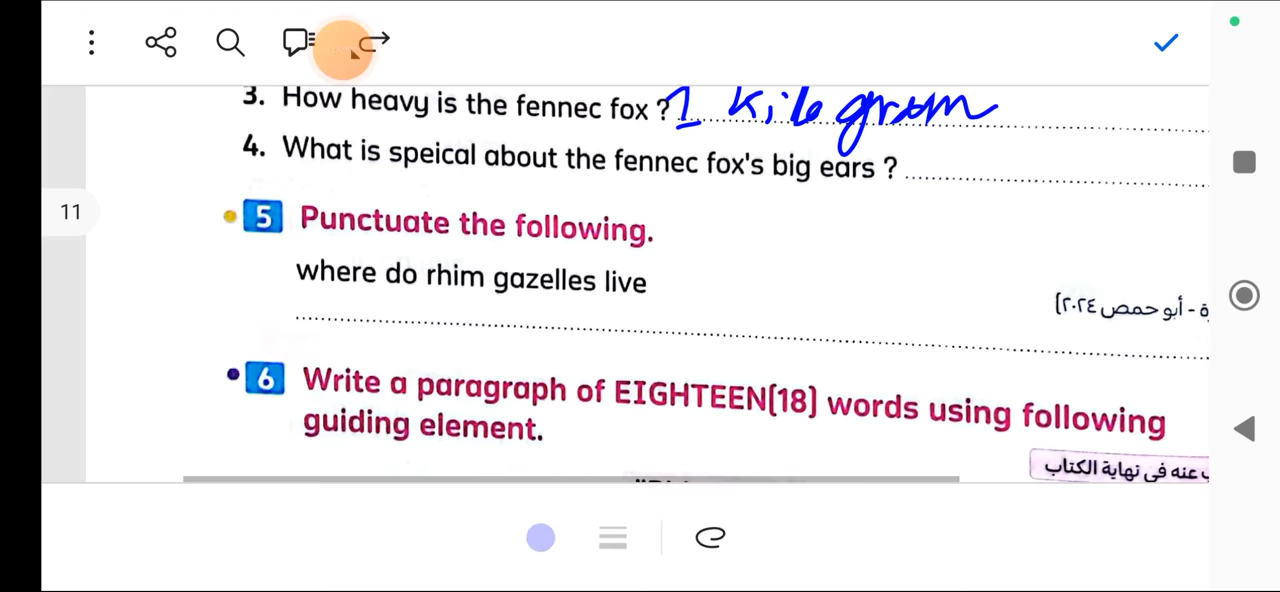 3. How heavy is the fennec fox ? 1 kilogram
4. What is speical about the fennec fox's big ears ?
11
5 Punctuate the following.
where do rhim gazelles live
ة - أبو حمص ٢٠٢٤]
6 Write a paragraph of EIGHTEEN[18] words using following
guiding element.
عنه فى نهاية الكتاب